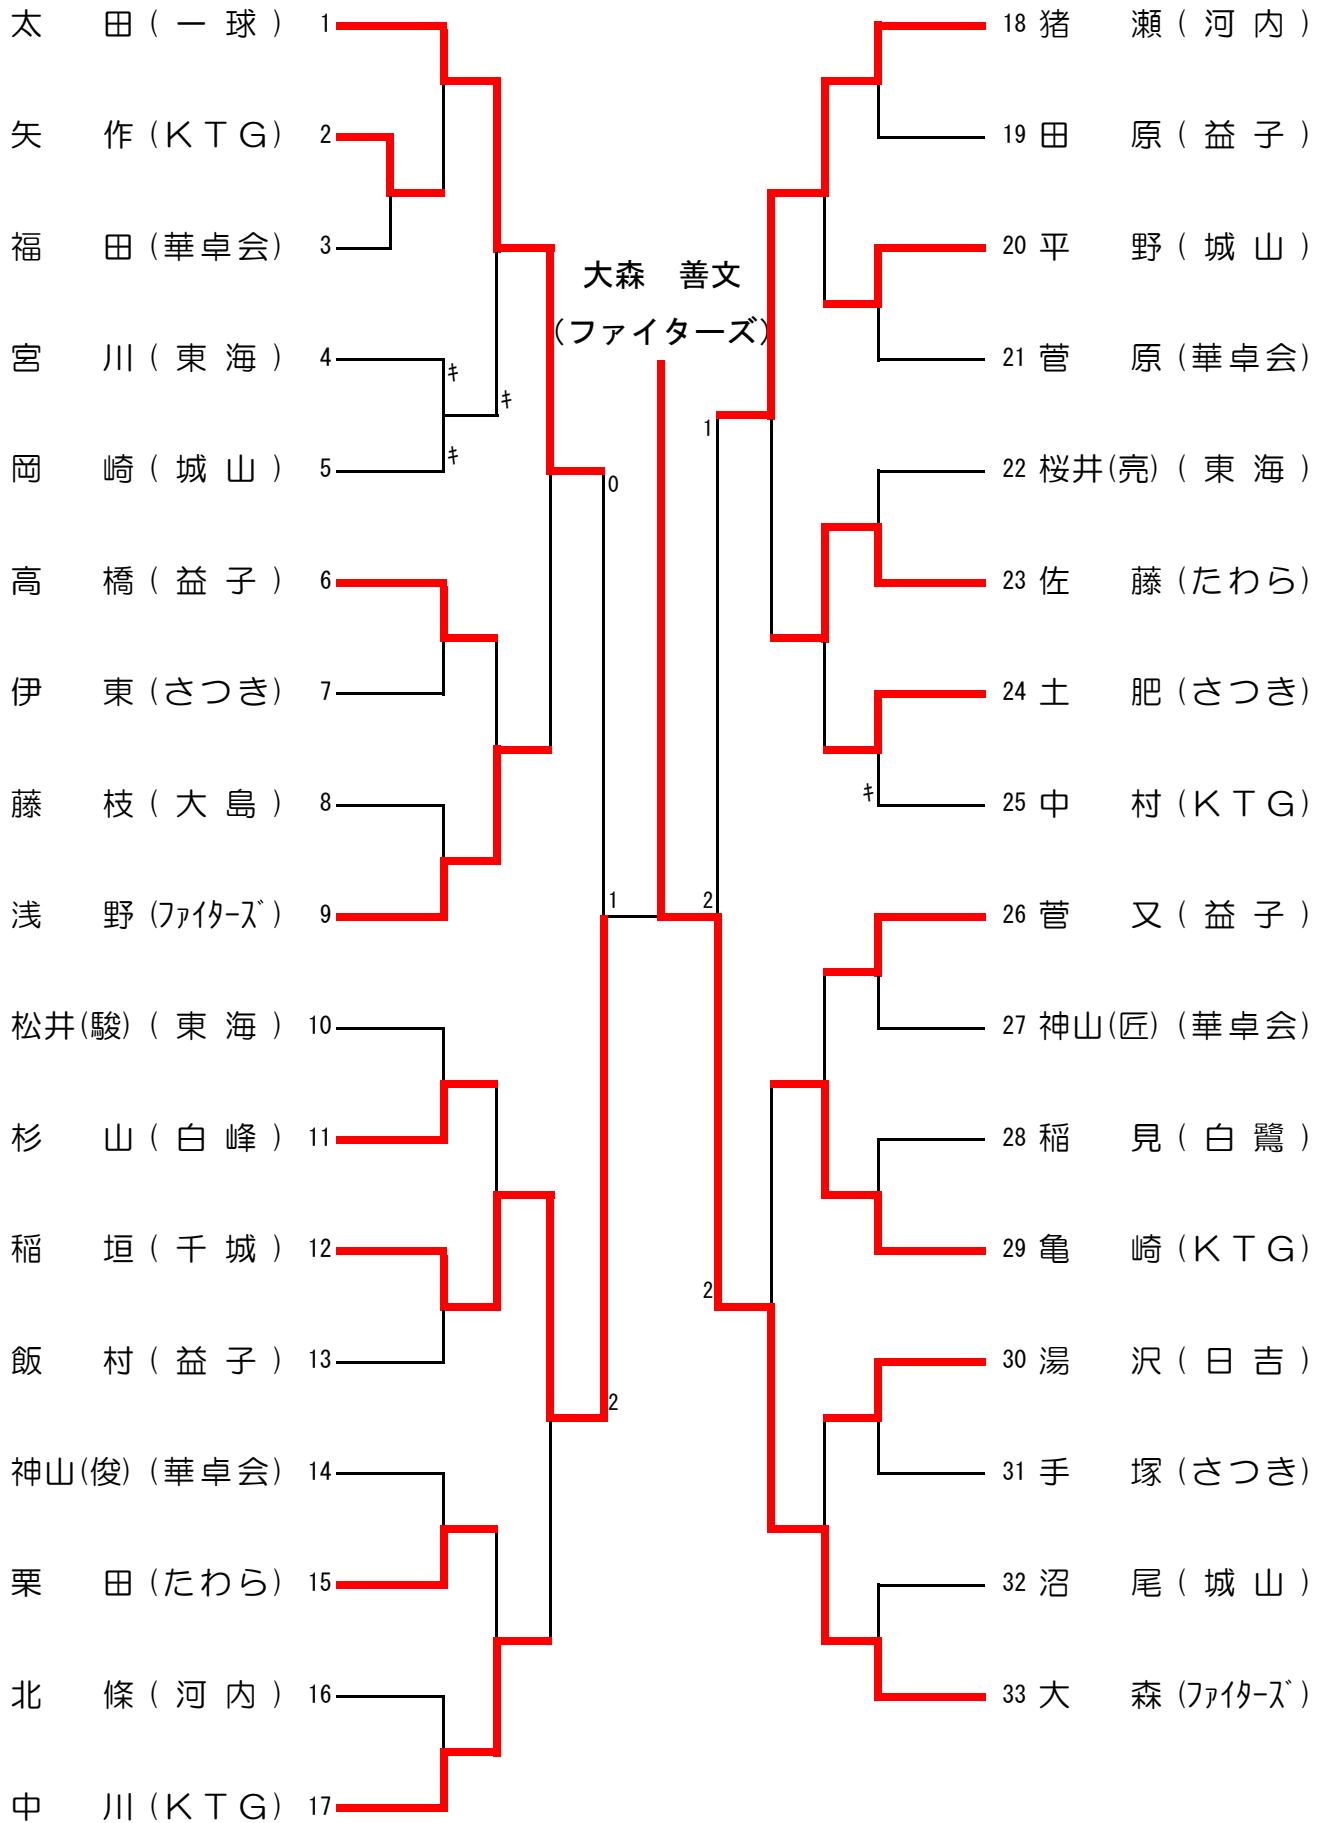 太 田 ( 一 球 ) 1
矢 作 (ＫＴＧ) 2
福 田 (華卓会) 3
宮 川 ( 東 海 ) 4
ｷ
ｷ
岡 崎 ( 城 山 ) 5
ｷ
0
高 橋 ( 益 子 ) 6
伊 東 (さつき) 7
藤 枝 ( 大 島 ) 8
浅 野 (ﾌｧｲﾀｰｽﾞ) 9
1
松井(駿) ( 東 海 ) 10
杉 山 ( 白 峰 ) 11
稲 垣 ( 千 城 ) 12
飯 村 ( 益 子 ) 13
2
神山(俊) (華卓会) 14
栗 田 (たわら) 15
北 條 ( 河 内 ) 16
中 川 (ＫＴＧ) 17
大森 善文
(ファイターズ)
18 猪 瀬 ( 河 内 )
19 田 原 ( 益 子 )
20 平 野 ( 城 山 )
21 菅 原 (華卓会)
1
22 桜井(亮) ( 東 海 )
23 佐 藤 (たわら)
24 土 肥 (さつき)
ｷ
25 中 村 (ＫＴＧ)
2
26 菅 又 ( 益 子 )
27 神山(匠) (華卓会)
28 稲 見 ( 白 鷺 )
29 亀 崎 (ＫＴＧ)
2
30 湯 沢 ( 日 吉 )
31 手 塚 (さつき)
32 沼 尾 ( 城 山 )
33 大 森 (ﾌｧｲﾀｰｽﾞ)